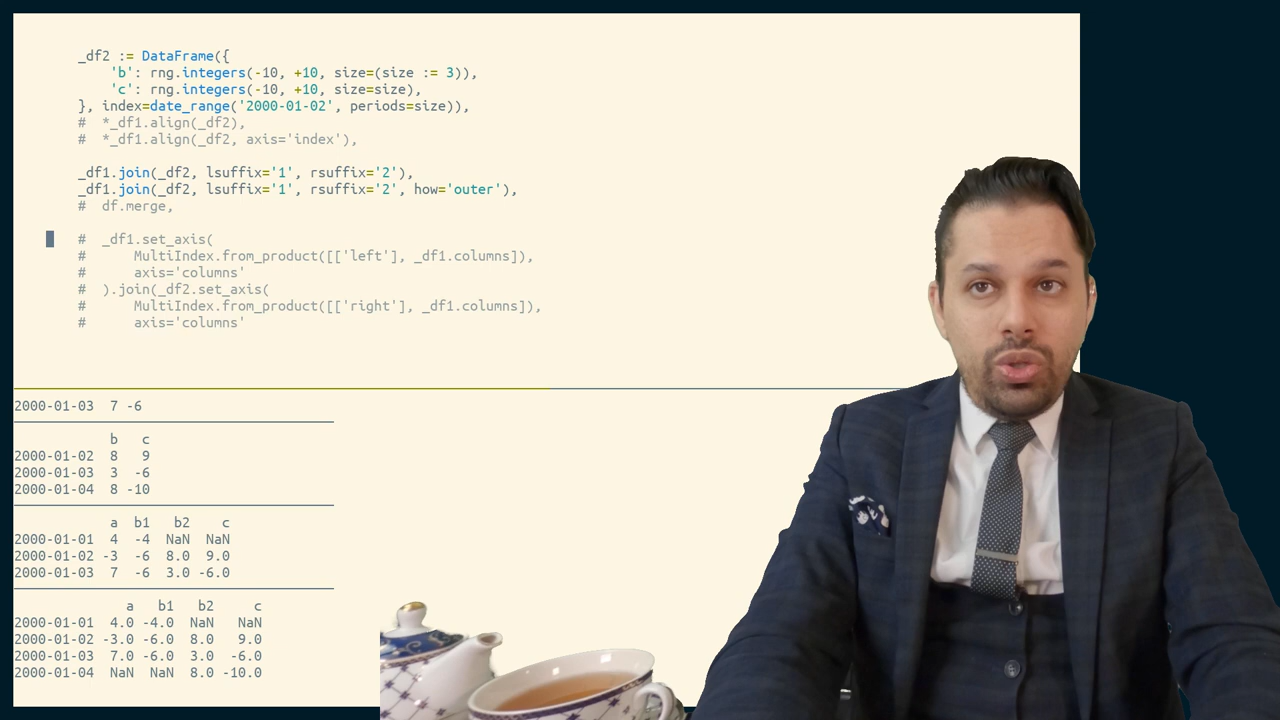 _df2 := DataFrame({
'b': rng.integers(-10, +10, size=(size := 3)),
'c': rng.integers(-10, +10, size=size),
}, index=date_range('2000-01-02', periods=size)),
#  *_df1.align(_df2),
#  *_df1.align(_df2, axis='index'),
_df1.join(_df2, lsuffix='1', rsuffix='2'),
_df1.join(_df2, lsuffix='1', rsuffix='2', how='outer'),
#  df.merge,
#  _df1.set_axis(
#      MultiIndex.from_product([['left'], _df1.columns]),
#      axis='columns'
#  ).join(_df2.set_axis(
#      MultiIndex.from_product([['right'], _df1.columns]),
#      axis='columns'
2000-01-03  7 -6
b   c
2000-01-02  8   9
2000-01-03  3  -6
2000-01-04  8 -10
a  b1   b2    c
2000-01-01  4  -4  NaN  NaN
2000-01-02 -3  -6  8.0  9.0
2000-01-03  7  -6  3.0 -6.0
a   b1   b2     c
2000-01-01  4.0 -4.0  NaN   NaN
2000-01-02 -3.0 -6.0  8.0   9.0
2000-01-03  7.0 -6.0  3.0  -6.0
2000-01-04  NaN  NaN  8.0 -10.0